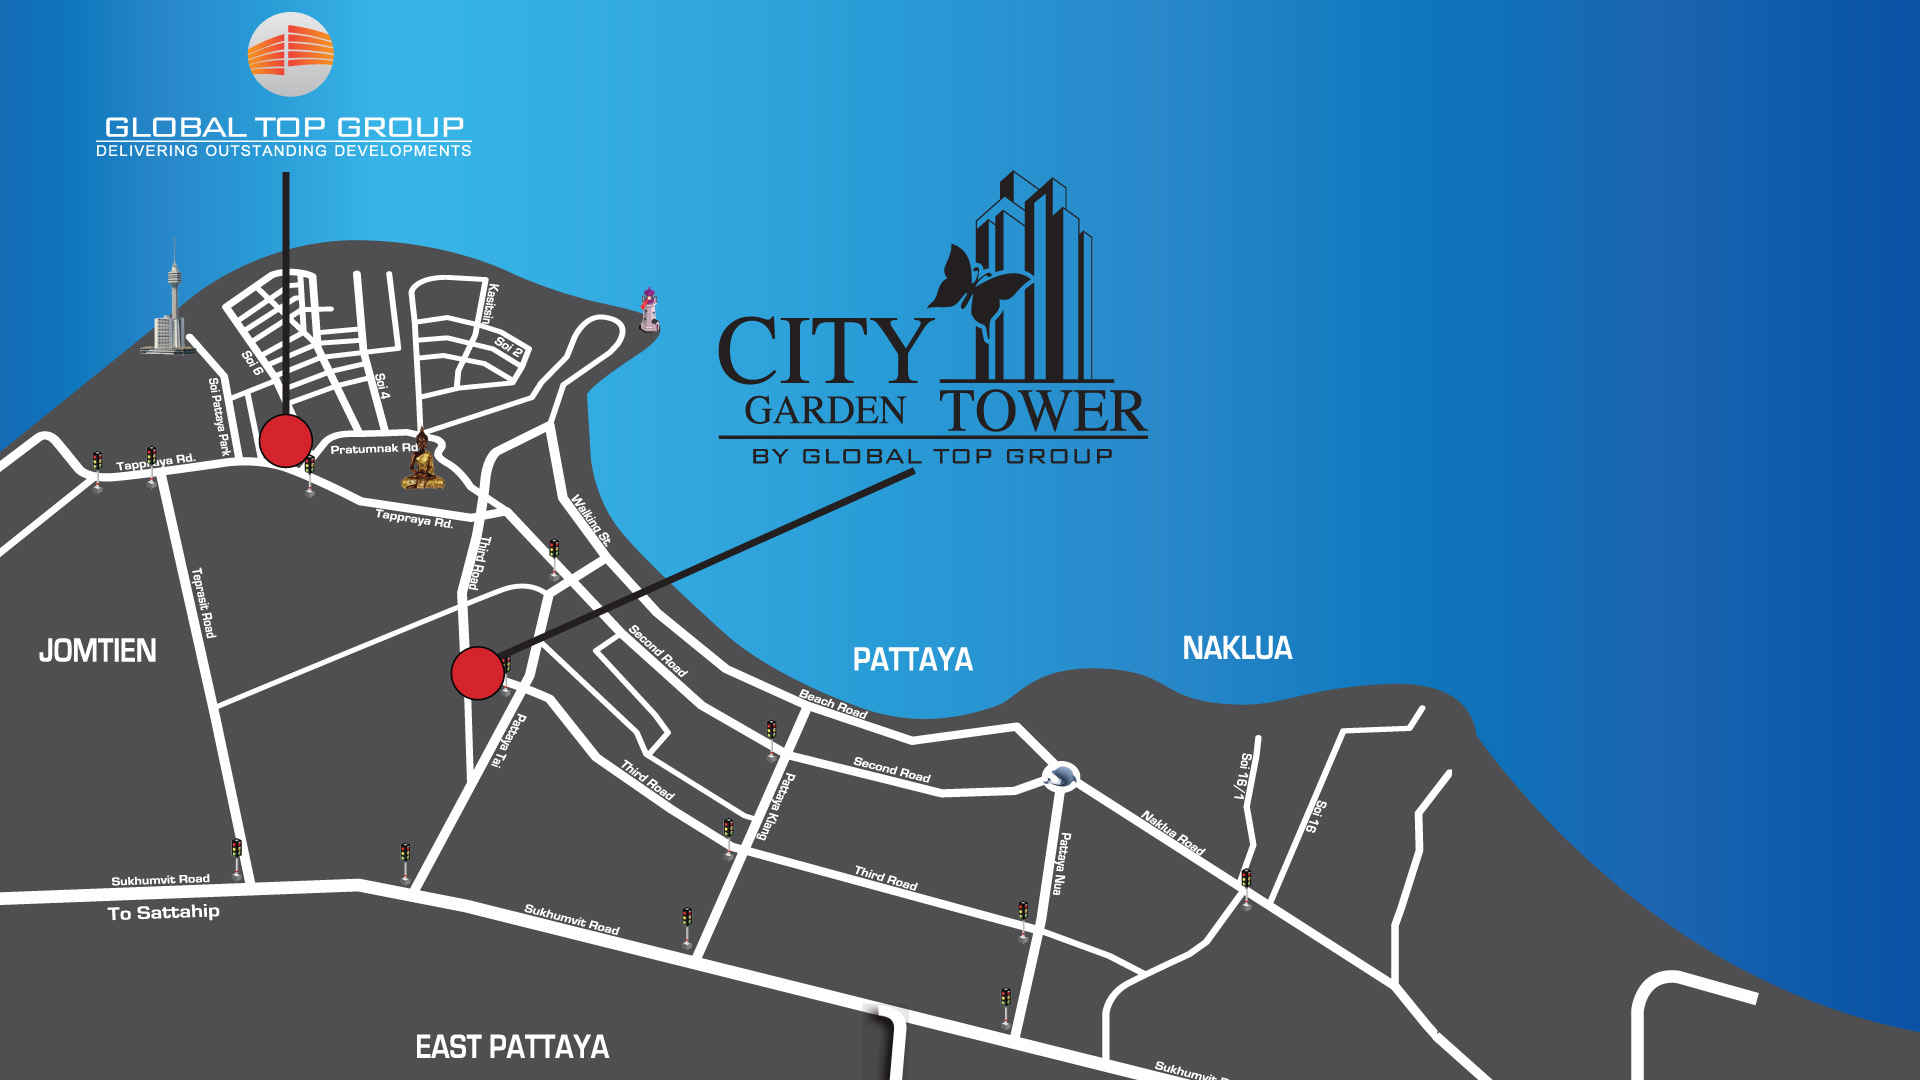 GLOBAL TOP GROUP
DELIVERING OUTSTANDING DEVELOPMENTS
CITY
GARDEN TOWER
BY GLOBAL TOP GROUP
Kasitsin
Soi 2
Soi 6
Soi 4
Soi Pattaya Park
Pratumnak Rd.
Tappraya Rd.
Tappraya Rd.
Walking St.
Third Road
Teprasit Road
JOMTIEN
PATTAYA
NAKLUA
Second Road
Beach Road
Pattaya Tai
Third Road
Second Road
Pattaya Klang
Soi 16/1
Soi 16
Naklua Road
Pattaya Nua
Third Road
Sukhumvit Road
To Sattahip
Sukhumvit Road
EAST PATTAYA
Sukhumvit Road